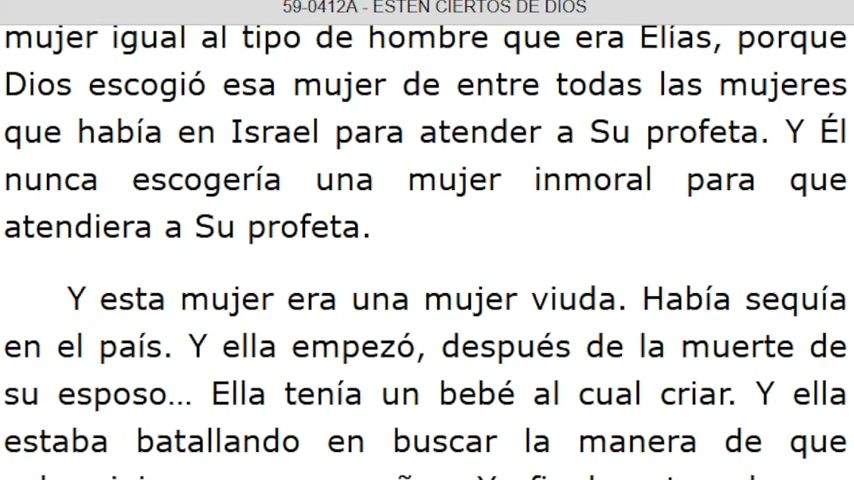 59-0412A - ESTÉN CIERTOS DE DIOS
mujer igual al tipo de hombre que era Elías, porque
Dios escogió esa mujer de entre todas las mujeres
que había en Israel para atender a Su profeta. Y Él
nunca escogería una mujer inmoral para que
atendiera a Su profeta.
Y esta mujer era una mujer viuda. Había sequía
en el país. Y ella empezó, después de la muerte de
su esposo... Ella tenía un bebé al cual criar. Y ella
estaba batallando en buscar la manera de que